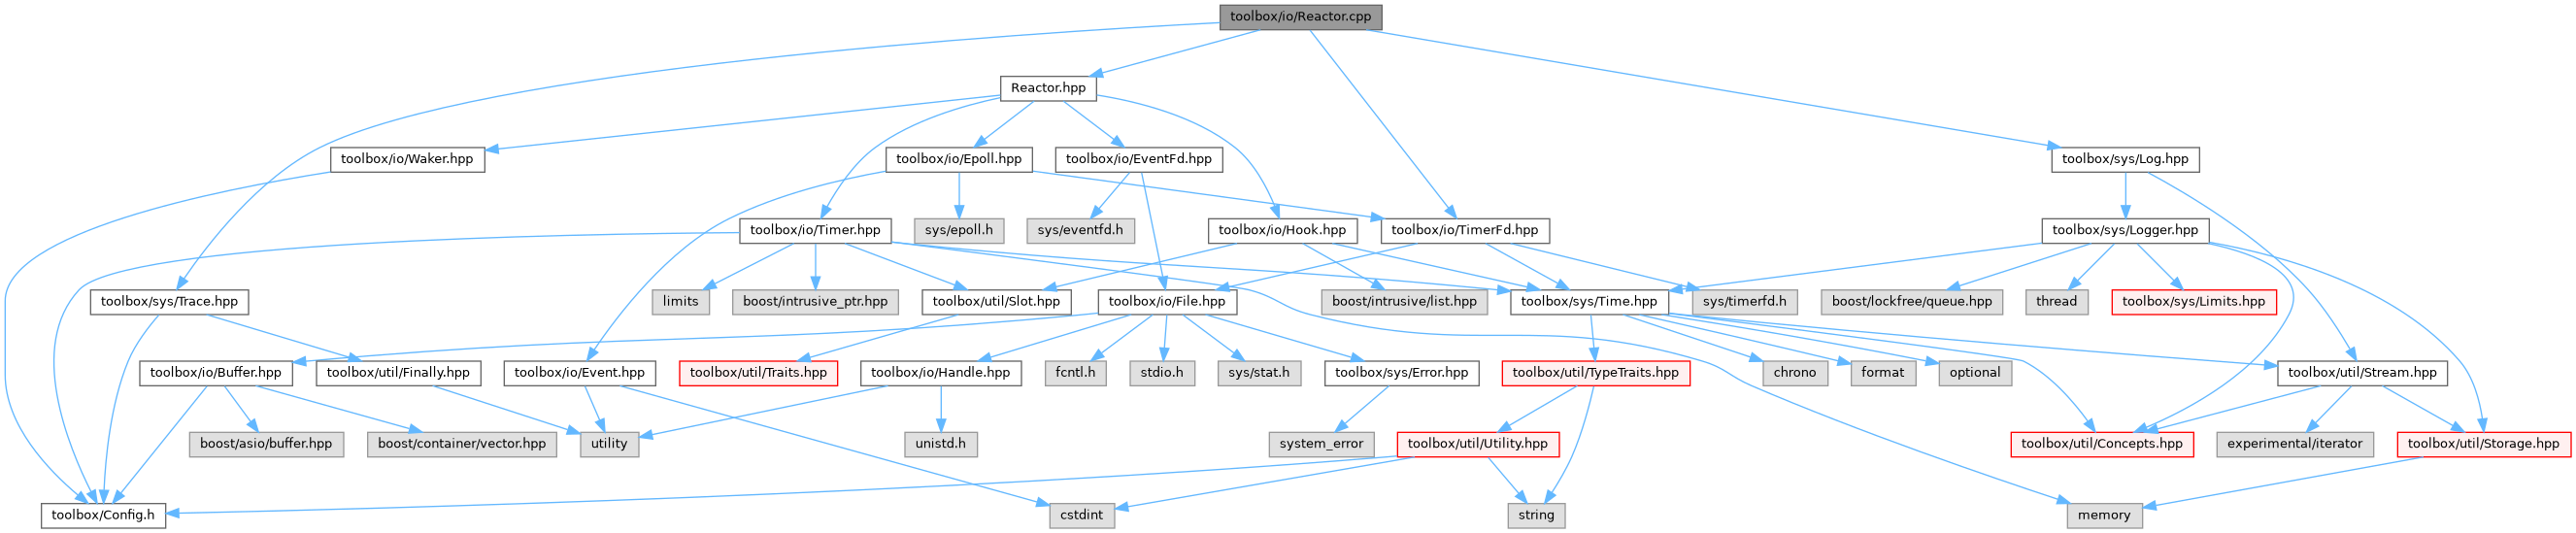 toolbox/io/Reactor.cpp
Reactor.hpp
toolbox/io/Waker.hpp
toolbox/io/Epoll.hpp
toolbox/io/EventFd.hpp
toolbox/sys/Log.hpp
toolbox/io/Timer.hpp
sys/epoll.h
sys/eventfd.h
toolbox/io/Hook.hpp
toolbox/io/TimerFd.hpp
toolbox/sys/Logger.hpp
toolbox/sys/Trace.hpp
limits
boost/intrusive_ptr.hpp
toolbox/util/Slot.hpp
toolbox/io/File.hpp
boost/intrusive/list.hpp
toolbox/sys/Time.hpp
sys/timerfd.h
boost/lockfree/queue.hpp
thread
toolbox/sys/Limits.hpp
toolbox/io/Buffer.hpp
toolbox/util/Finally.hpp
toolbox/io/Event.hpp
toolbox/util/Traits.hpp
toolbox/io/Handle.hpp
fcntl.h
stdio.h
sys/stat.h
toolbox/sys/Error.hpp
toolbox/util/TypeTraits.hpp
chrono
format
optional
toolbox/util/Stream.hpp
boost/asio/buffer.hpp
boost/container/vector.hpp
utility
unistd.h
system_error
toolbox/util/Utility.hpp
toolbox/util/Concepts.hpp
experimental/iterator
toolbox/util/Storage.hpp
toolbox/Config.h
cstdint
string
memory